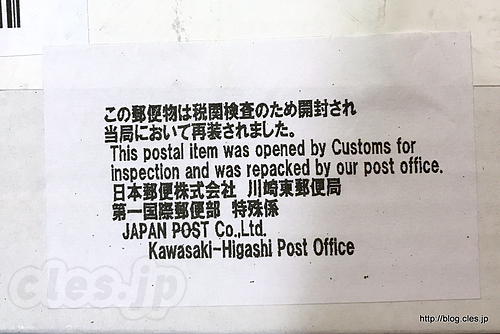 この郵便物は税関検査のため開封され
当局において再装されました。
This postal item was opened by Customs for
inspection and was repacked by our post office.
日本郵便株式会社 川崎東郵便局
第一国際郵便部 特殊係
JAPAN POST Co.,Ltd.
Kawasaki-Higashi Post Office
cles.jp
http://blog.cles.jp